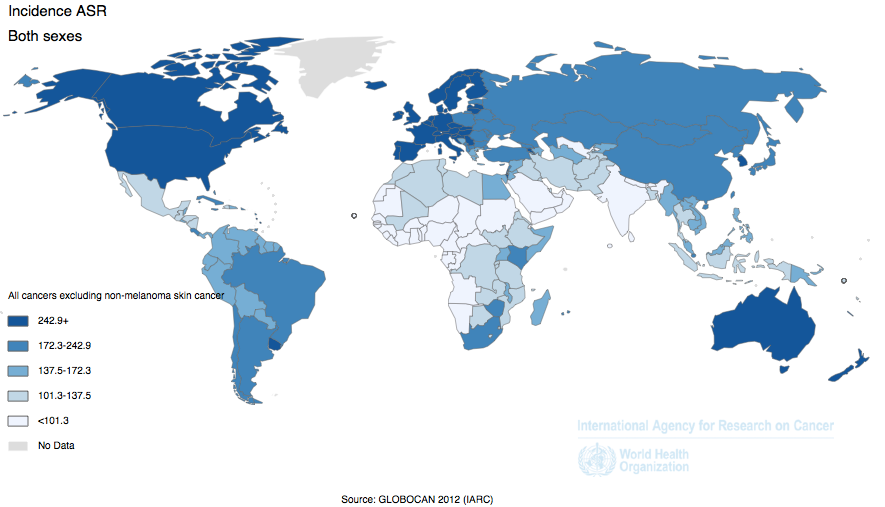 Incidence ASR
Both sexes
All cancers excluding non-melanoma skin cancer
242.9+
172.3-242.9
137.5-172.3
101.3-137.5
<101.3
No Data
International Agency for Research on Cancer
World Health
Organization
Source: GLOBOCAN 2012 (IARC)